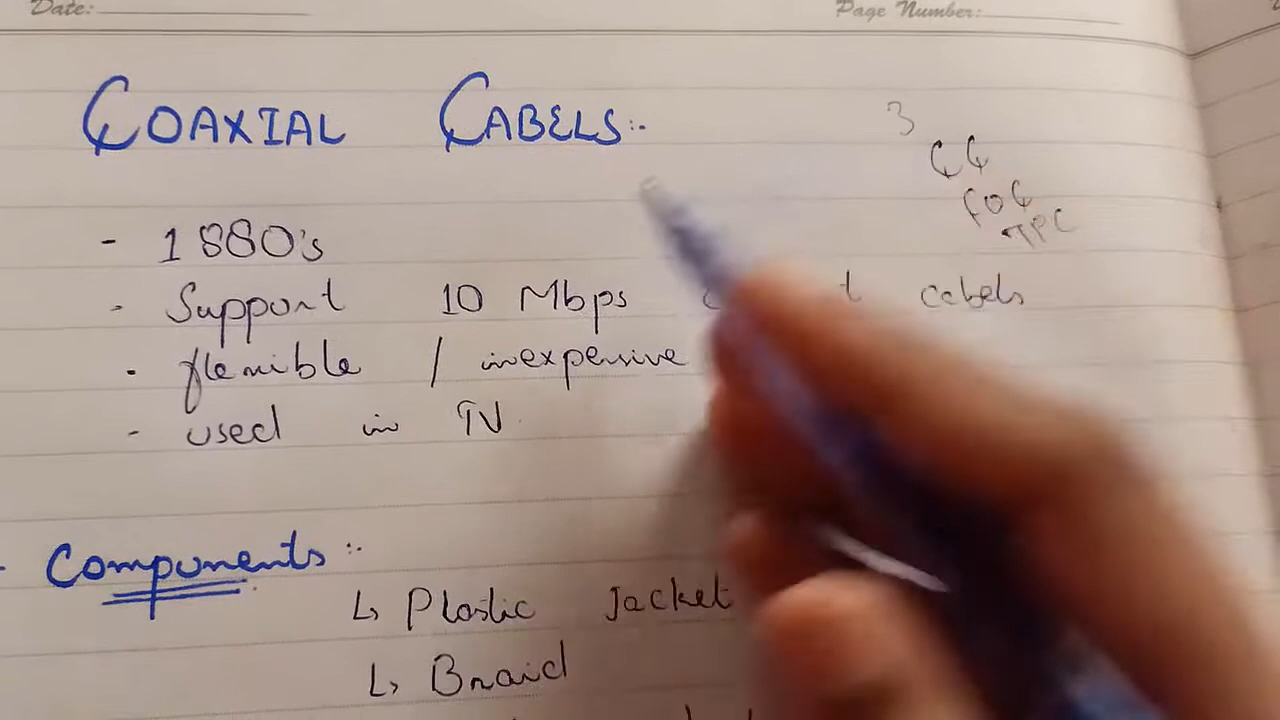 Date:
Page Number:
COAXIAL CABELS:-
3
CC
FOC
TPC
- 1880's
- Support 10 Mbps cabels
- flexible / inexpensive
- used in TV
- Components :-
↳ Plastic Jacket
↳ Braid